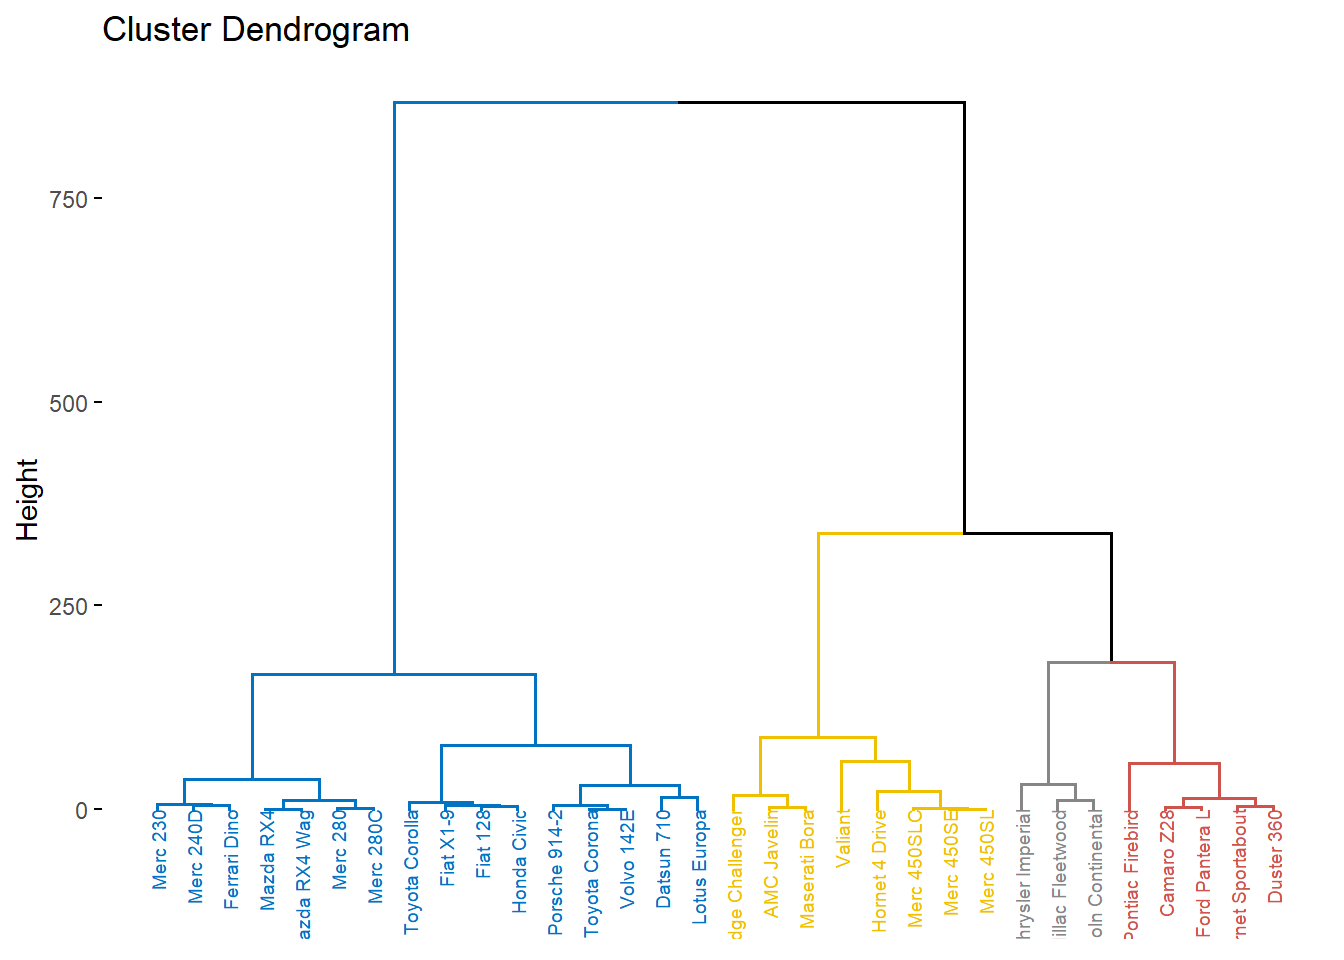 Cluster Dendrogram
Height
750
500
250
0
Merc 230
Merc 240D
Ferrari Dino
Mazda RX4
azda RX4 Wag
Merc 280
Merc 280C
Toyota Corolla
Fiat X1-9
Fiat 128
Honda Civic
Porsche 914-2
Toyota Corona
Volvo 142E
Datsun 710
Lotus Europa
dge Challenger
AMC Javelin
Maserati Bora
Valiant
Hornet 4 Drive
Merc 450SLC
Merc 450SE
Merc 450SL
hrysler Imperial
illac Fleetwood
oln Continental
Pontiac Firebird
Camaro Z28
Ford Pantera L
rnet Sportabout
Duster 360